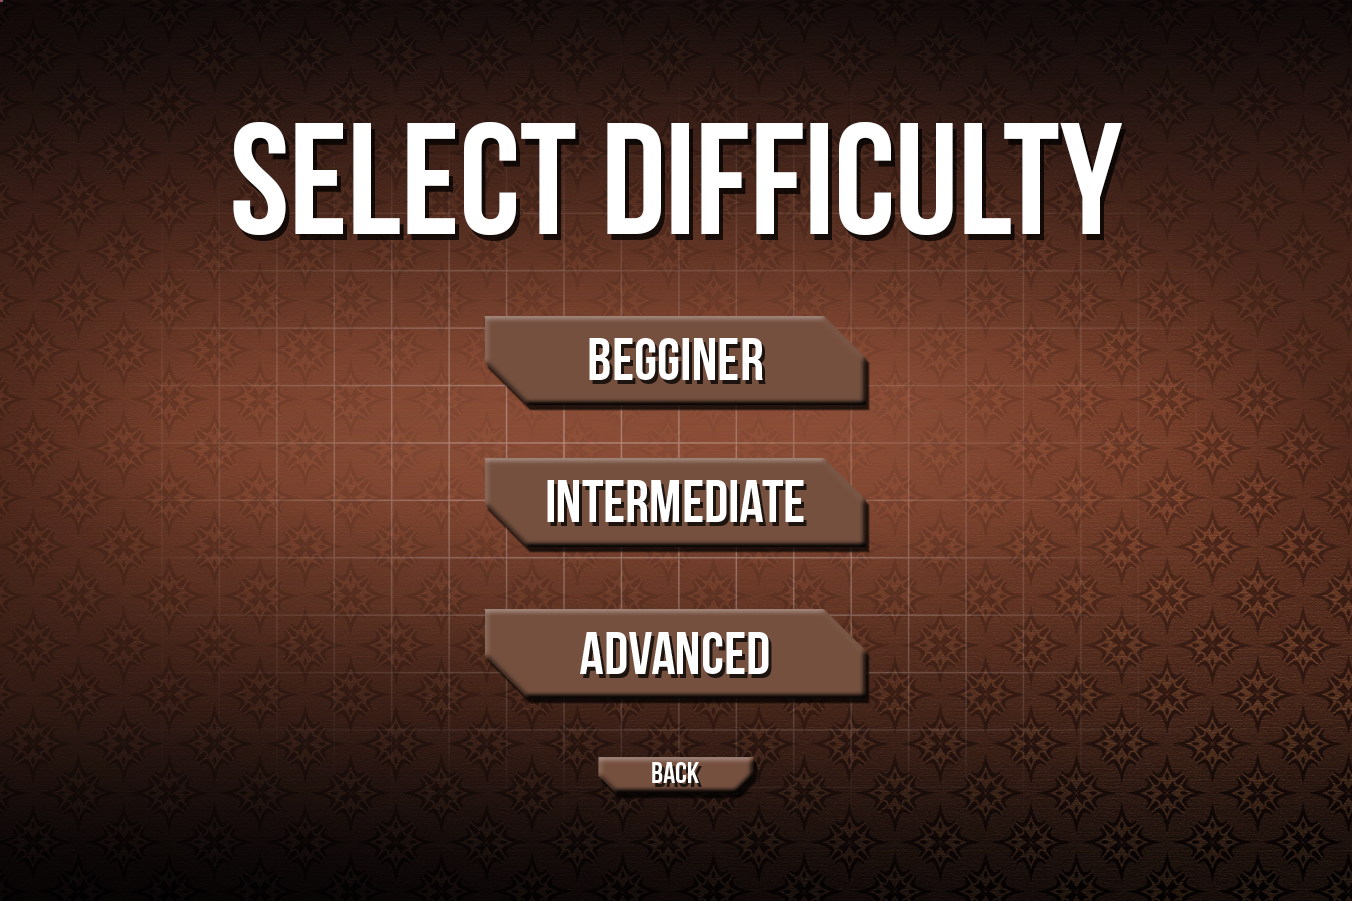 SELECT DIFFICULTY
BEGGINER
INTERMEDIATE
ADVANCED
BACK